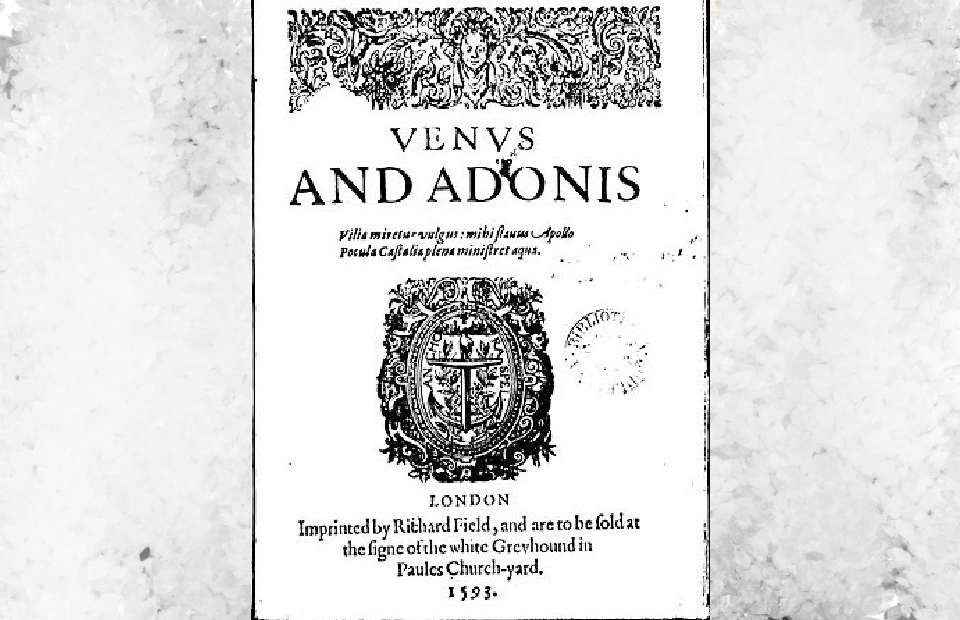 VENVS
AND ADONIS
Vilia miretur vulgus : mihi flauus Apollo
Pocula Castalia plena ministret aqua.
BIBLIOT
LONDON
Imprinted by Richard Field, and are to be sold at
the signe of the white Greyhound in
Paules Church-yard.
1593.